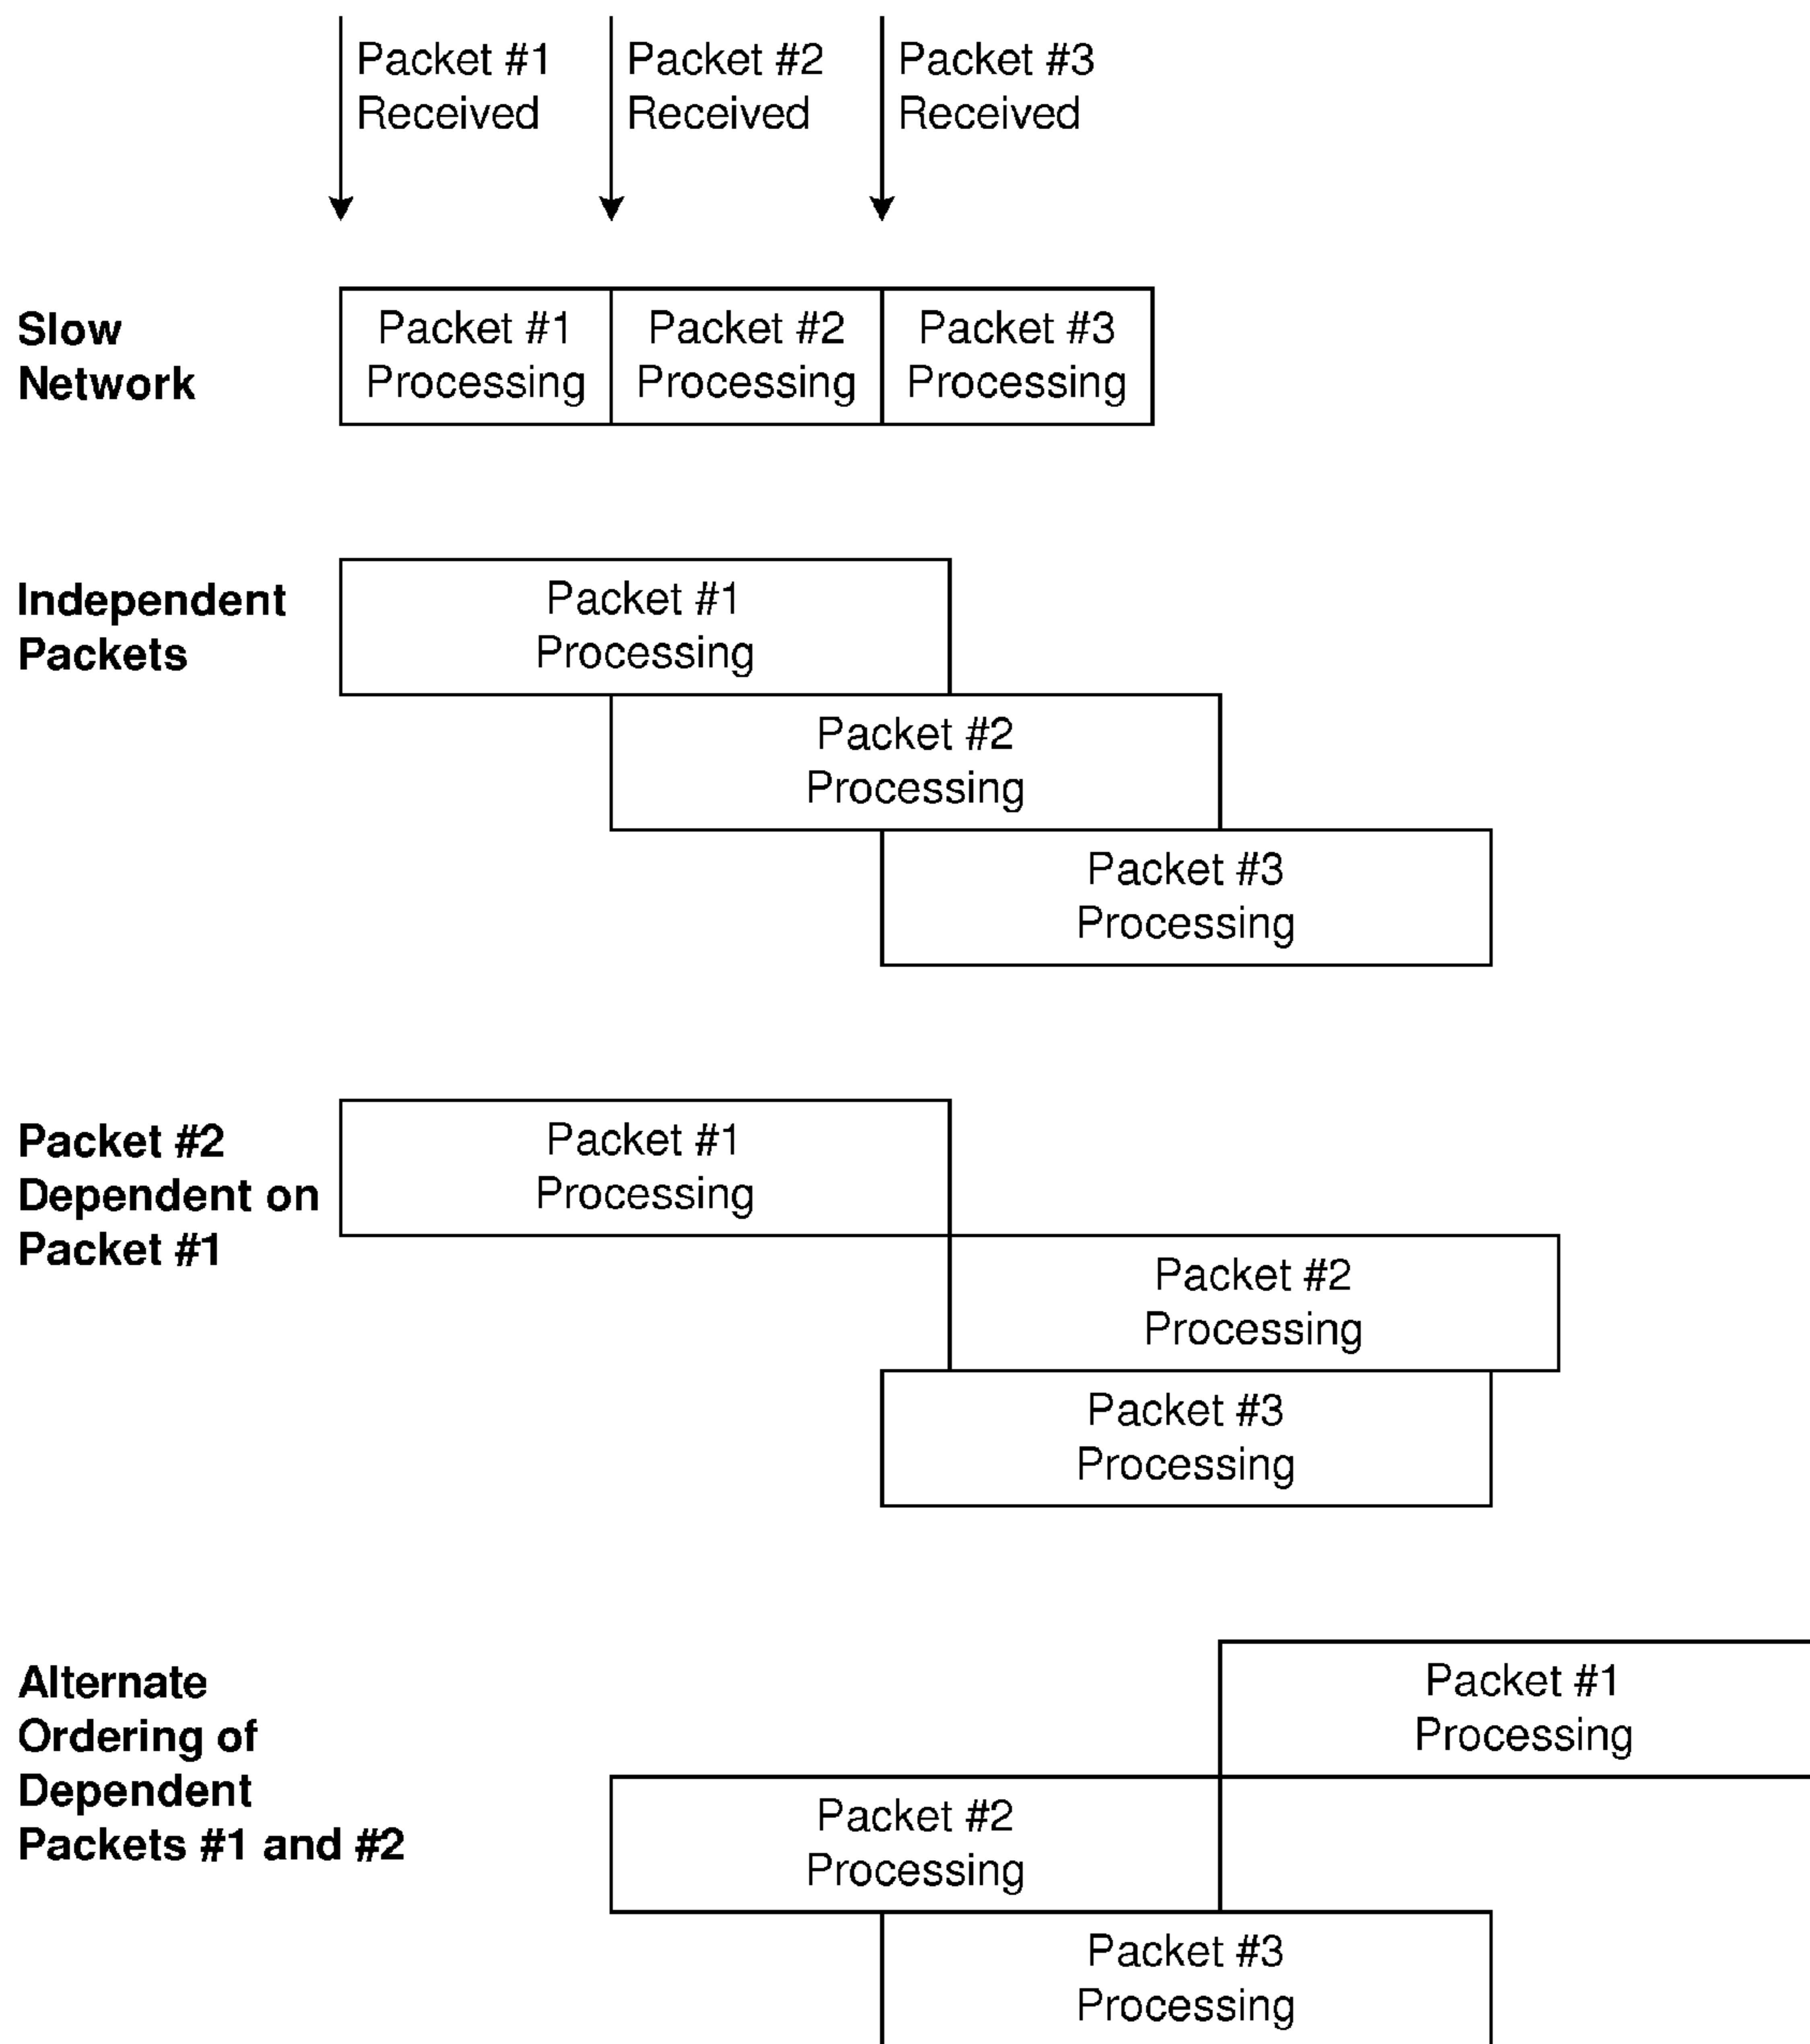 Packet #1
Received
Packet #2
Received
Packet #3
Received
Slow
Network
Packet #1
Processing
Packet #2
Processing
Packet #3
Processing
Independent
Packets
Packet #1
Processing
Packet #2
Processing
Packet #3
Processing
Packet #2
Dependent on
Packet #1
Packet #1
Processing
Packet #2
Processing
Packet #3
Processing
Alternate
Ordering of
Dependent
Packets #1 and #2
Packet #1
Processing
Packet #2
Processing
Packet #3
Processing